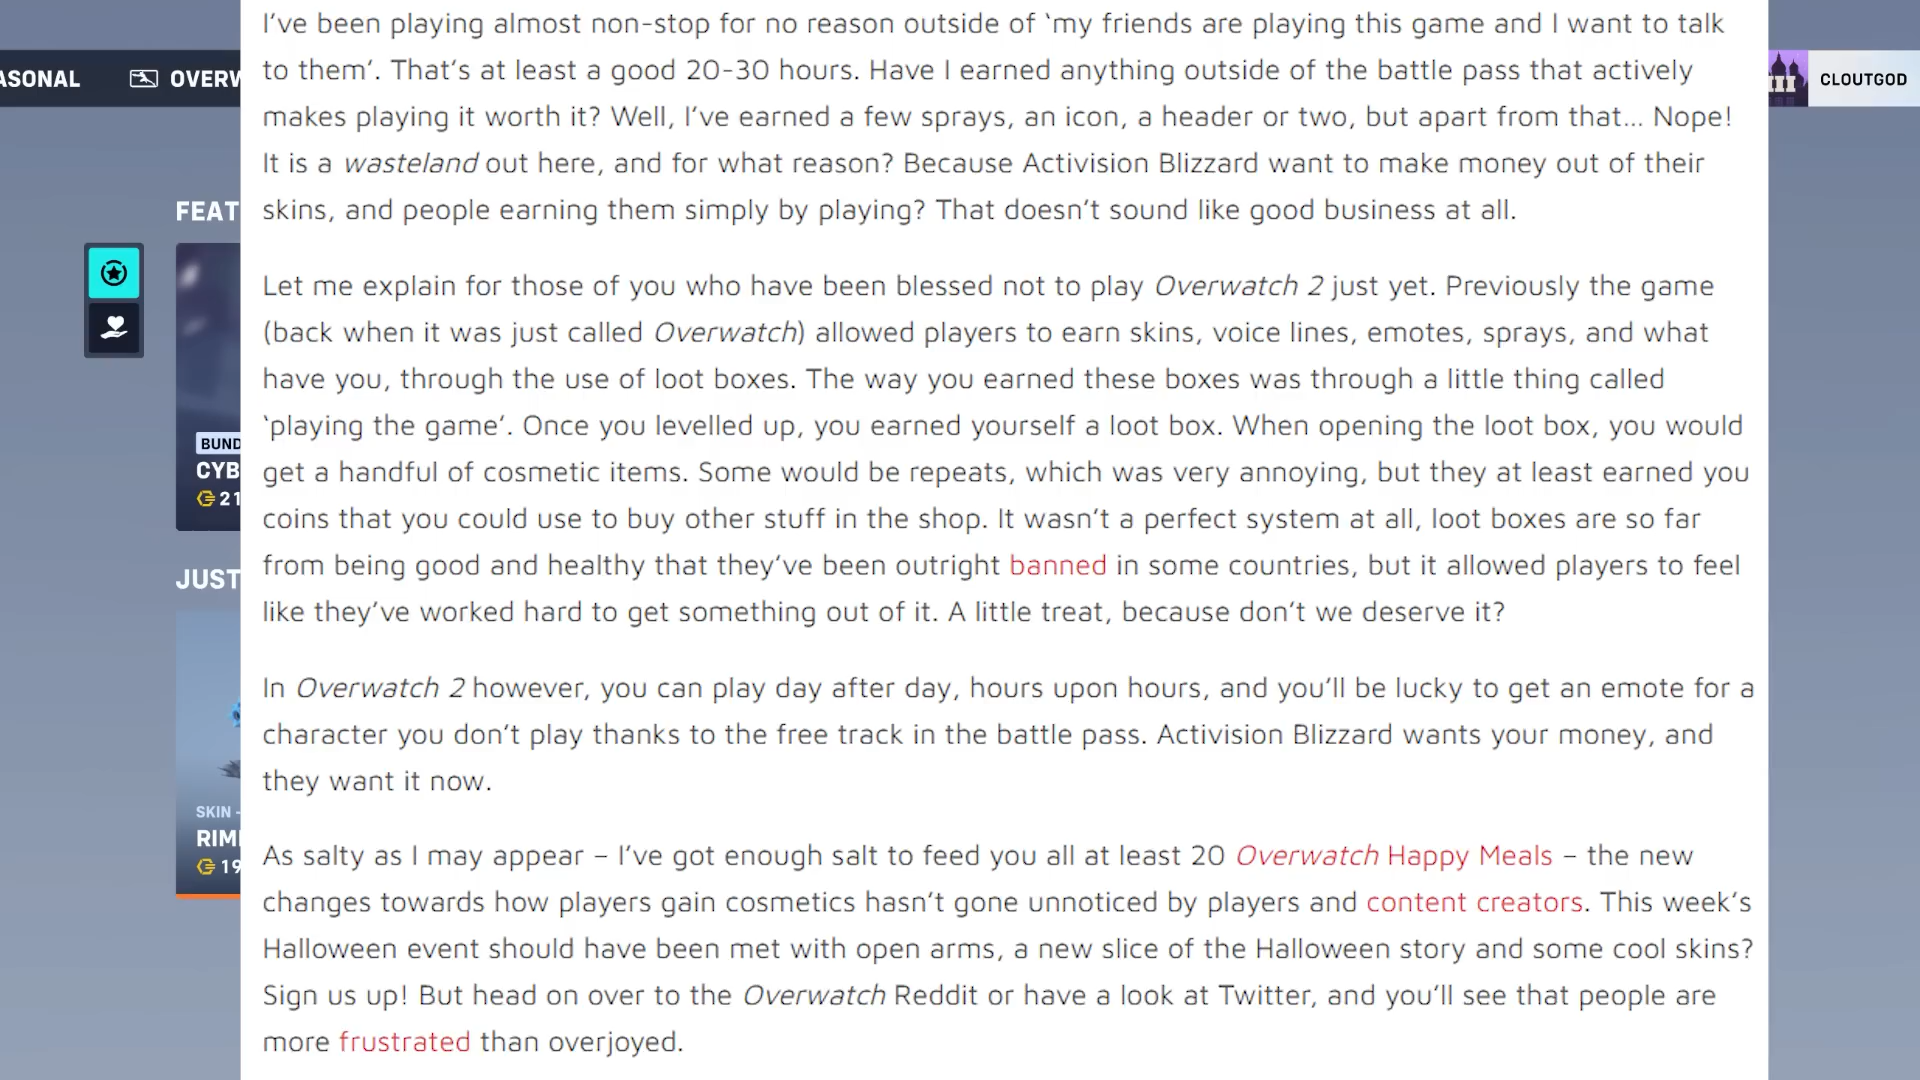 I've been playing almost non-stop for no reason outside of 'my friends are playing this game and I want to talk
to them'. That's at least a good 20-30 hours. Have I earned anything outside of the battle pass that actively
makes playing it worth it? Well, I've earned a few sprays, an icon, a header or two, but apart from that... Nope!
It is a wasteland out here, and for what reason? Because Activision Blizzard want to make money out of their
skins, and people earning them simply by playing? That doesn't sound like good business at all.
Let me explain for those of you who have been blessed not to play Overwatch 2 just yet. Previously the game
(back when it was just called Overwatch) allowed players to earn skins, voice lines, emotes, sprays, and what
have you, through the use of loot boxes. The way you earned these boxes was through a little thing called
'playing the game'. Once you levelled up, you earned yourself a loot box. When opening the loot box, you would
get a handful of cosmetic items. Some would be repeats, which was very annoying, but they at least earned you
coins that you could use to buy other stuff in the shop. It wasn't a perfect system at all, loot boxes are so far
from being good and healthy that they've been outright banned in some countries, but it allowed players to feel
like they've worked hard to get something out of it. A little treat, because don't we deserve it?
In Overwatch 2 however, you can play day after day, hours upon hours, and you'll be lucky to get an emote for a
character you don't play thanks to the free track in the battle pass. Activision Blizzard wants your money, and
they want it now.
As salty as I may appear – I've got enough salt to feed you all at least 20 Overwatch Happy Meals – the new
changes towards how players gain cosmetics hasn't gone unnoticed by players and content creators. This week's
Halloween event should have been met with open arms, a new slice of the Halloween story and some cool skins?
Sign us up! But head on over to the Overwatch Reddit or have a look at Twitter, and you'll see that people are
more frustrated than overjoyed.
ASONAL
OVERW
CLOUTGOD
FEAT
BUND
CYB
21
JUST
SKIN -
RIM
19